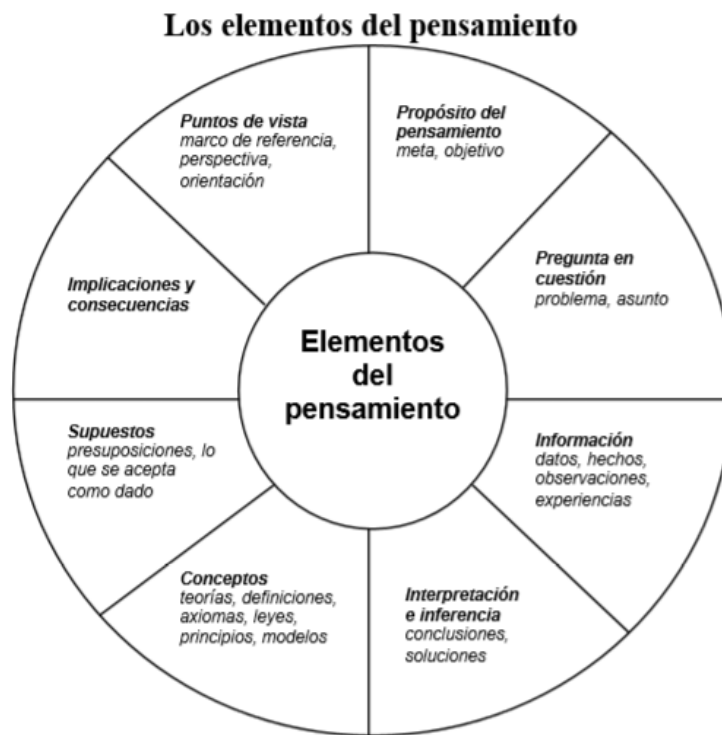 Los elementos del pensamiento
Puntos de vista
marco de referencia,
perspectiva,
orientación
Propósito del
pensamiento
meta, objetivo
Pregunta en
cuestión
problema, asunto
Información
datos, hechos,
observaciones,
experiencias
Interpretación
e inferencia
conclusiones,
soluciones
Conceptos
teorías, definiciones,
axiomas, leyes,
principios, modelos
Supuestos
presuposiciones, lo
que se acepta
como dado
Implicaciones y
consecuencias
Elementos
del
pensamiento